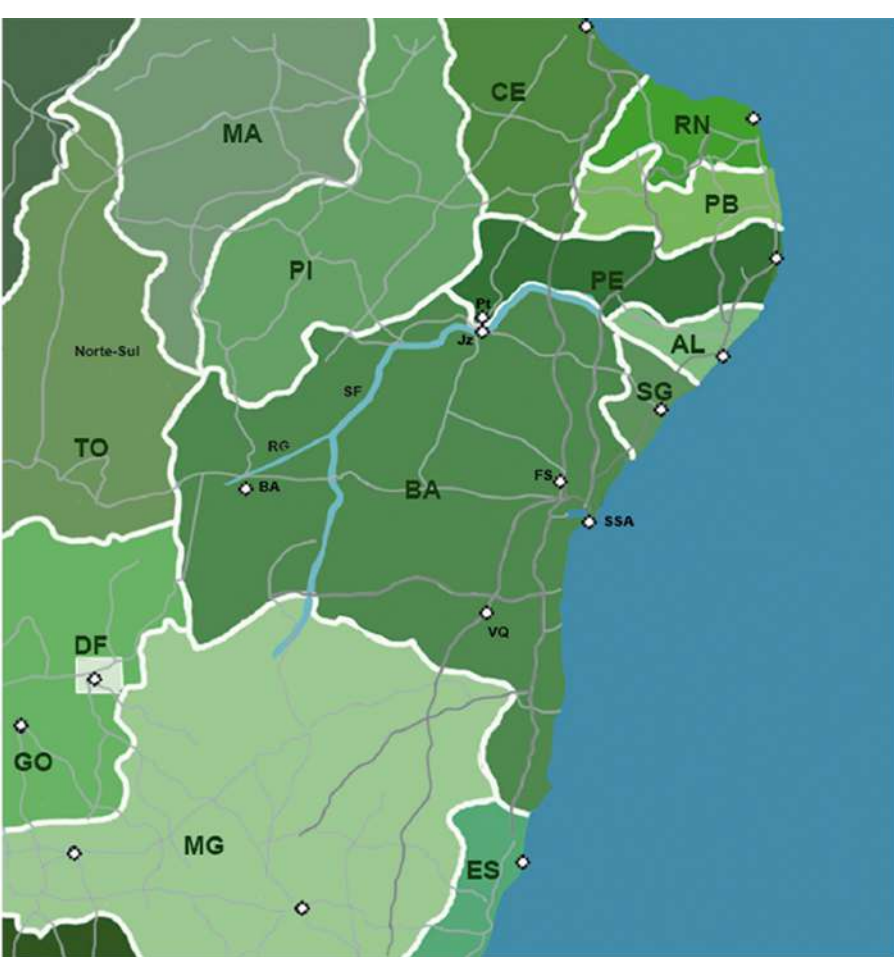 CE
RN
MA
PB
PI
PE
Pt
Jz
AL
Norte-Sul
SF
SG
TO
RG
BA
BA
FS
SSA
VQ
DF
GO
MG
ES